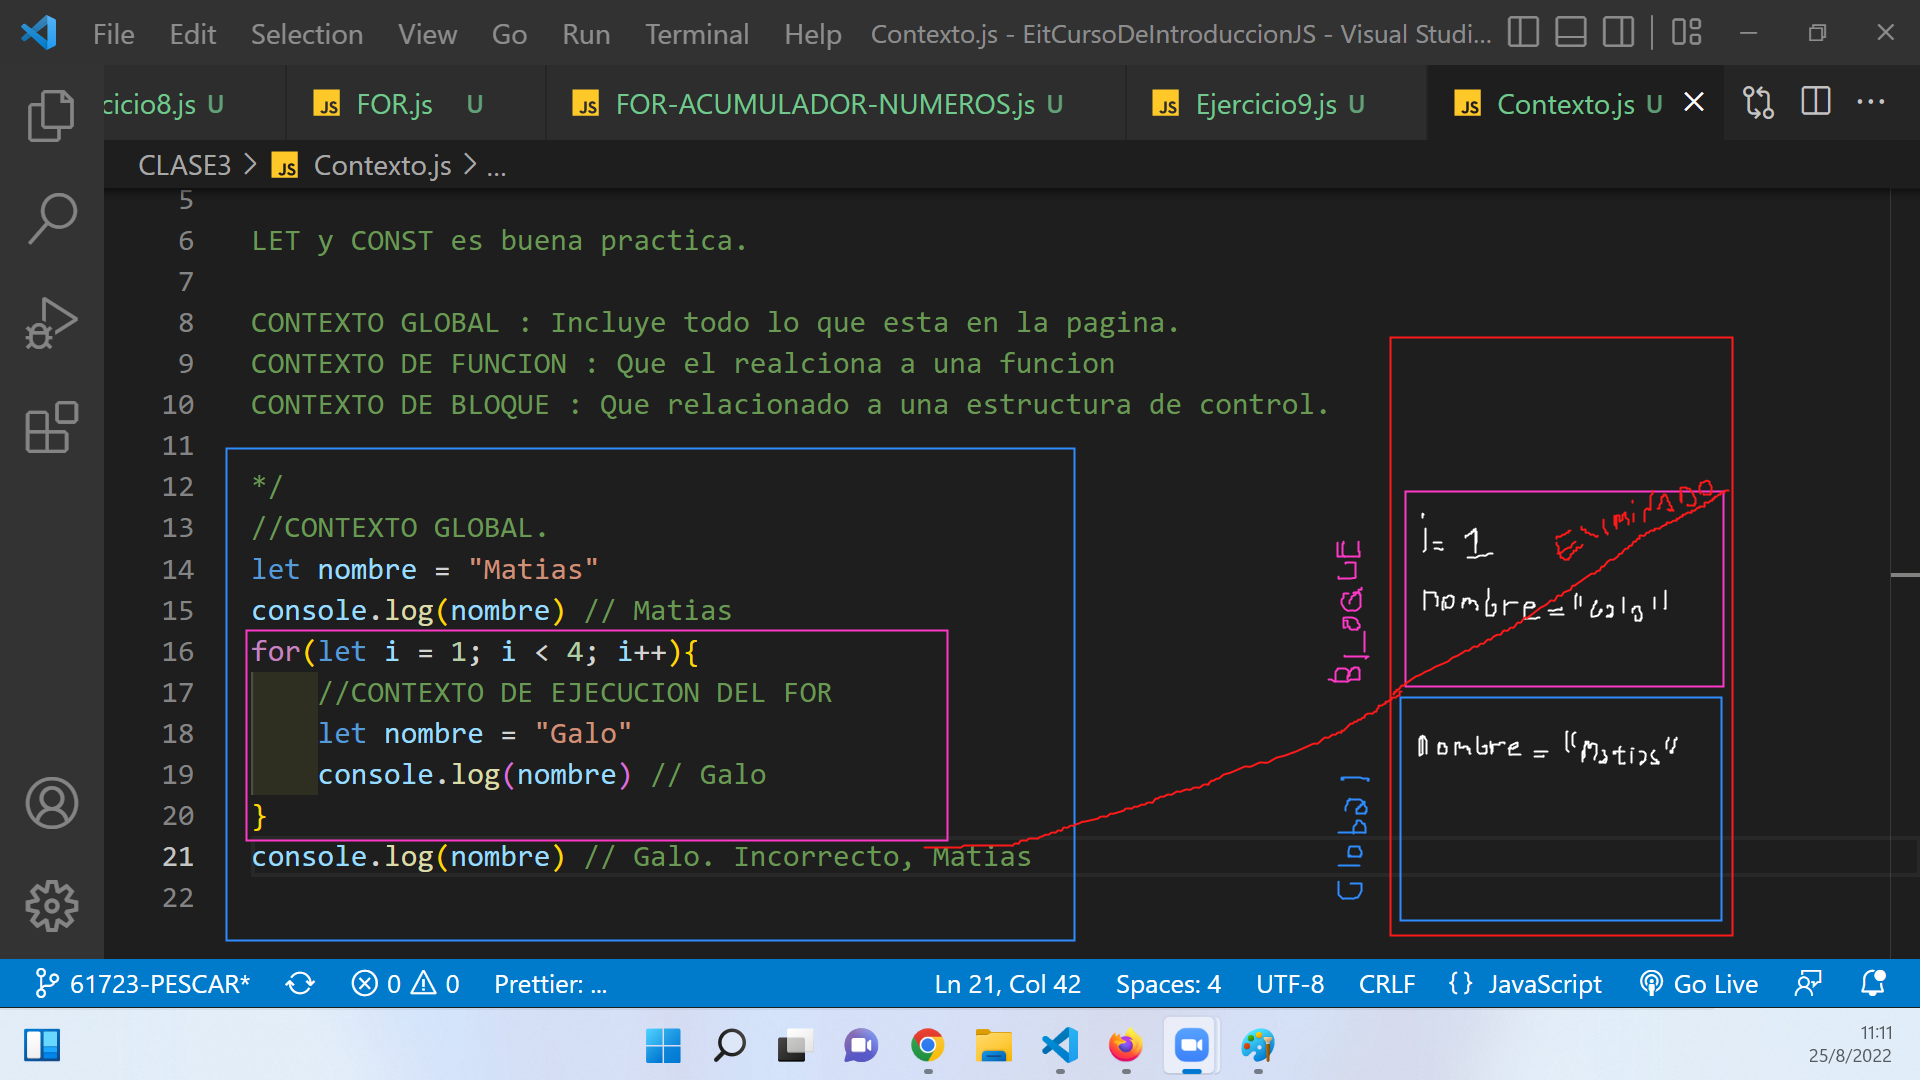 File Edit Selection View Go Run Terminal Help Contexto.js - EitCursoDeIntroduccionJS - Visual Studi...
cicio8.js U JS FOR.js U JS FOR-ACUMULADOR-NUMEROS.js U JS Ejercicio9.js U JS Contexto.js U
CLASE3 > JS Contexto.js > ...
5
6 LET y CONST es buena practica.
7
8 CONTEXTO GLOBAL : Incluye todo lo que esta en la pagina.
9 CONTEXTO DE FUNCION : Que el realciona a una funcion
10 CONTEXTO DE BLOQUE : Que relacionado a una estructura de control.
11
12 */
13 //CONTEXTO GLOBAL.
14 let nombre = "Matias"
15 console.log(nombre) // Matias
16 for(let i = 1; i < 4; i++){
17 //CONTEXTO DE EJECUCION DEL FOR
18 let nombre = "Galo"
19 console.log(nombre) // Galo
20 }
21 console.log(nombre) // Galo. Incorrecto, Matias
22
BLOQUE
i= 1
EliminADO
nombre="Galo"
Global
nombre = "Matias"
61723-PESCAR* 0 0 Prettier: ... Ln 21, Col 42 Spaces: 4 UTF-8 CRLF {} JavaScript Go Live
11:11
25/8/2022